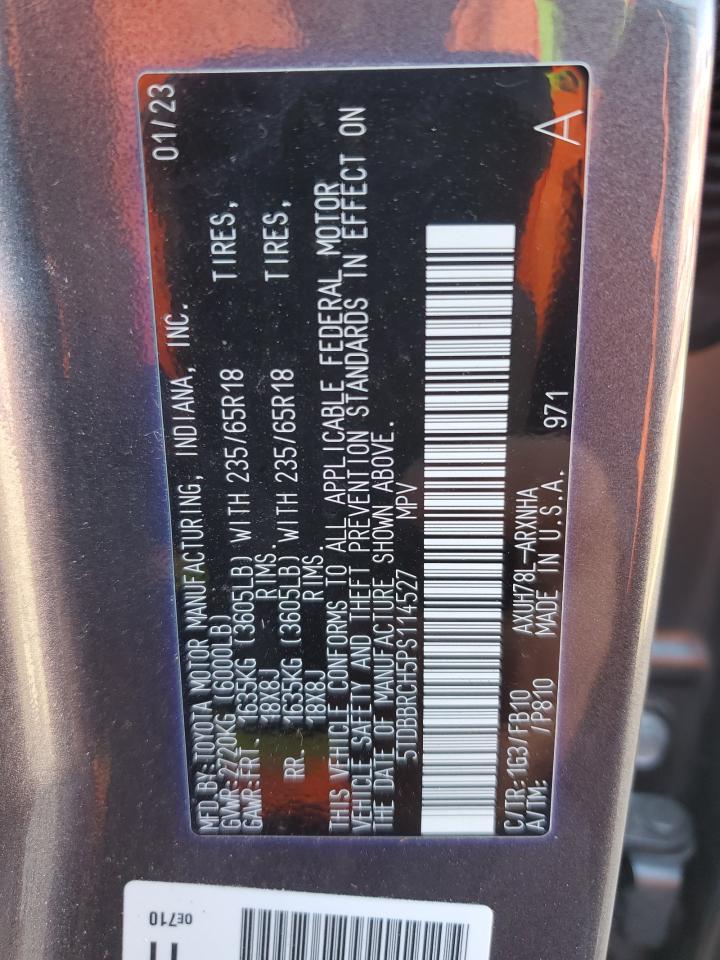 MFD.BY:TOYOTA MOTOR MANUFACTURING, INDIANA, INC. 01/23
GVWR:2720KG (6000LB)
GAWR:FRT. 1635KG (3605LB) WITH 235/65R18 TIRES,
18X8J RIMS.
RR. 1635KG (3605LB) WITH 235/65R18 TIRES,
18X8J RIMS.
THIS VEHICLE CONFORMS TO ALL APPLICABLE FEDERAL MOTOR
VEHICLE SAFETY AND THEFT PREVENTION STANDARDS IN EFFECT ON
THE DATE OF MANUFACTURE SHOWN ABOVE.
5TDBBRCH5PS114527 MPV
C/TR:1G3/FB10 AXUH78L-ARXNHA A
A/TM: /P810 MADE IN U.S.A. 971
0E710